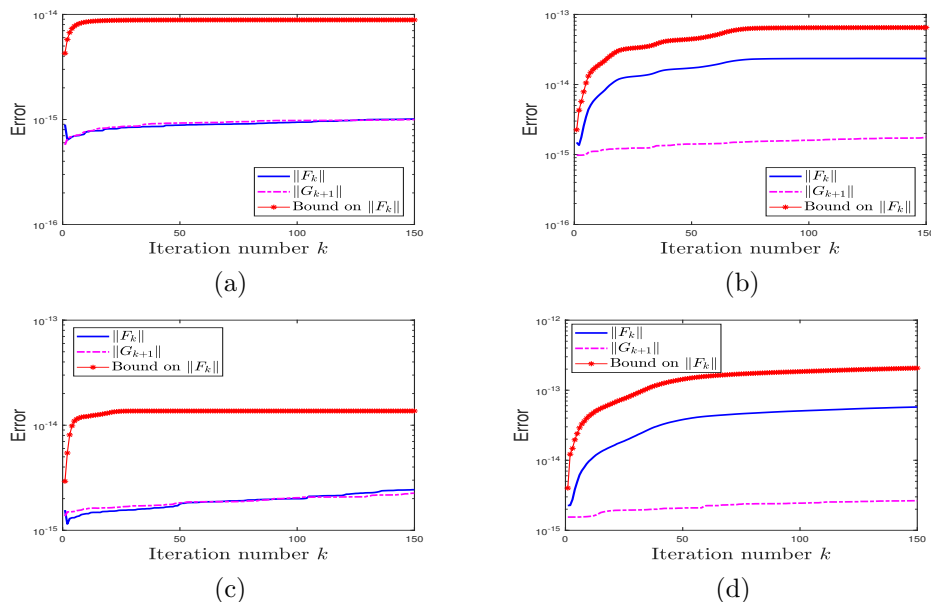 10^-14
10^-15
10^-16
Error
0 50 100 150
Iteration number k
‖F_k‖
‖G_{k+1}‖
Bound on ‖F_k‖
(a)
10^-13
10^-14
10^-15
10^-16
Error
0 50 100 150
Iteration number k
‖F_k‖
‖G_{k+1}‖
Bound on ‖F_k‖
(b)
10^-13
10^-14
10^-15
Error
0 50 100 150
Iteration number k
‖F_k‖
‖G_{k+1}‖
Bound on ‖F_k‖
(c)
10^-12
10^-13
10^-14
10^-15
Error
0 50 100 150
Iteration number k
‖F_k‖
‖G_{k+1}‖
Bound on ‖F_k‖
(d)